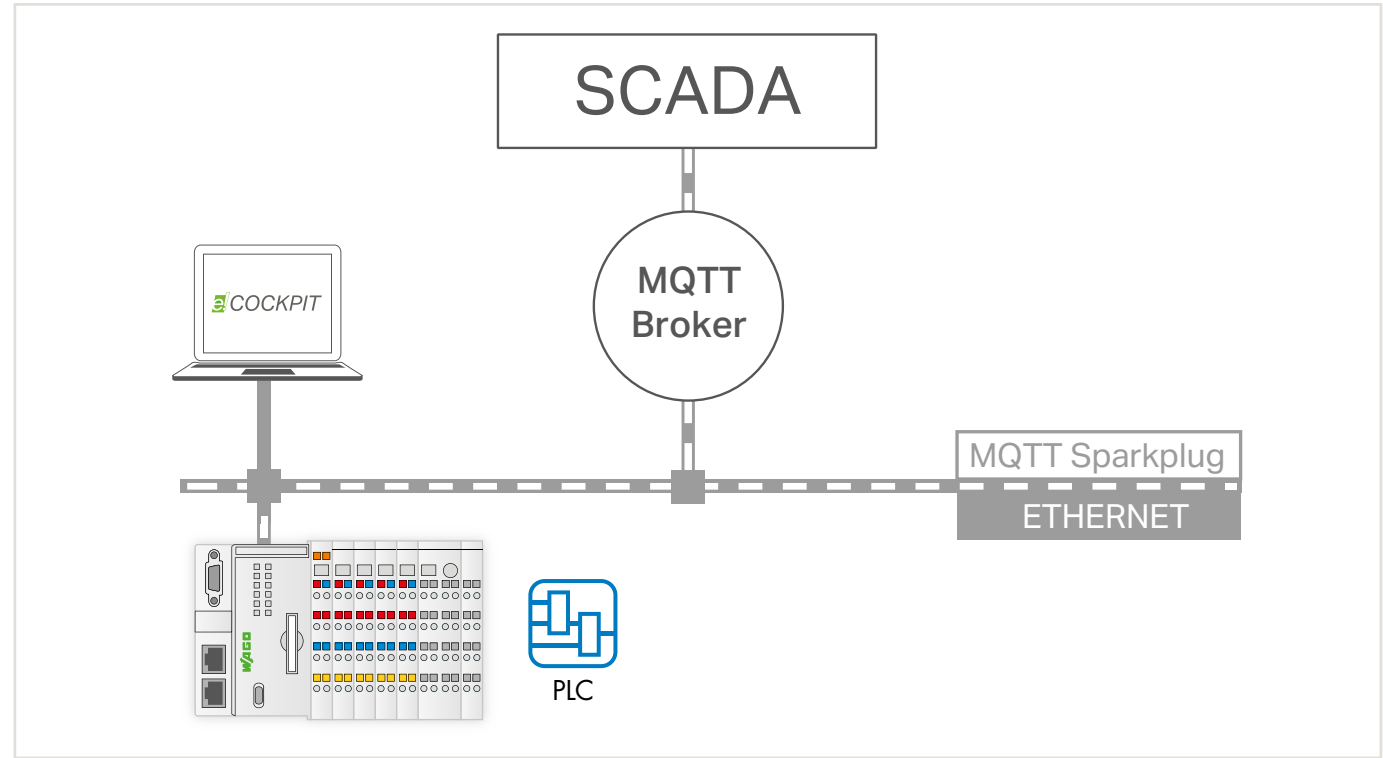 SCADA
MQTT
Broker
e!COCKPIT
MQTT Sparkplug
ETHERNET
WAGO
PLC